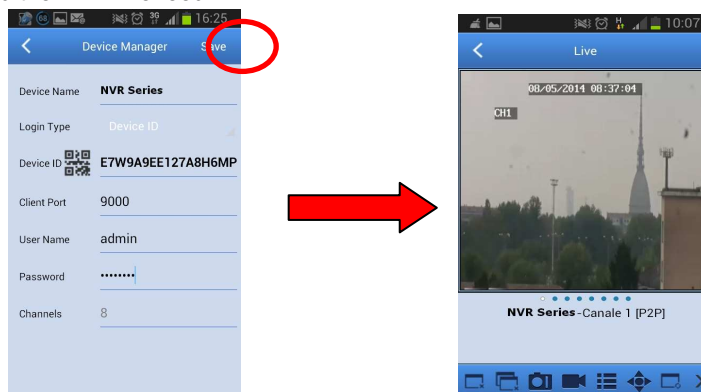 68 3G 16:25
Device Manager Save
Device Name NVR Series
Login Type Device ID
Device ID E7W9A9EE127A8H6MP
Client Port 9000
User Name admin
Password ••••••••
Channels 8
H 10:07
Live
08/05/2014 08:37:04
CH1
NVR Series-Canale 1 [P2P]